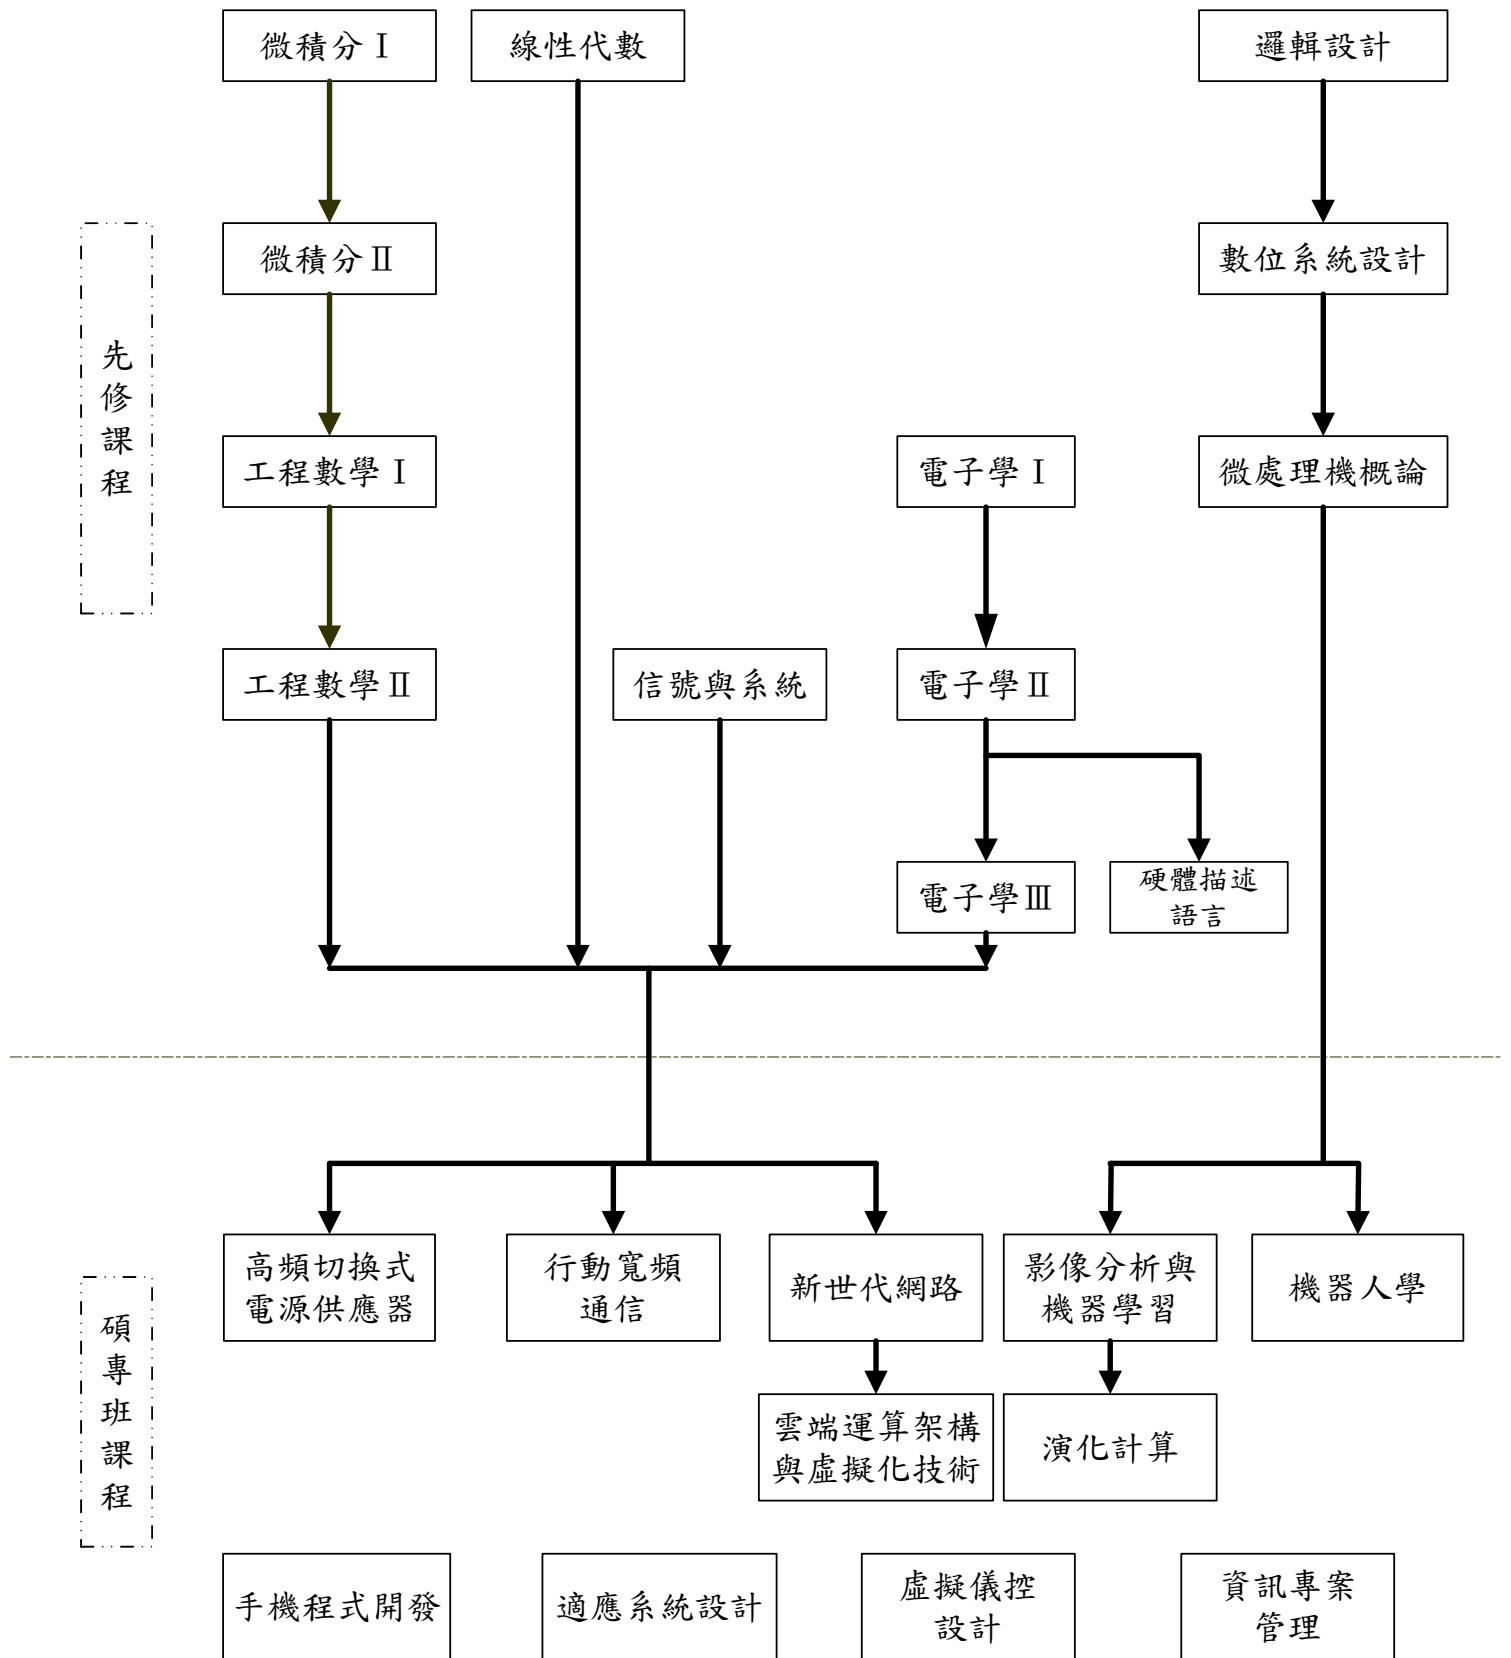 微積分Ⅰ
線性代數
邏輯設計
微積分Ⅱ
數位系統設計
先
修
課
程
工程數學Ⅰ
電子學Ⅰ
微處理機概論
工程數學Ⅱ
信號與系統
電子學Ⅱ
電子學Ⅲ
硬體描述
語言
高頻切換式
電源供應器
行動寬頻
通信
新世代網路
影像分析與
機器學習
機器人學
碩
專
班
課
程
雲端運算架構
與虛擬化技術
演化計算
手機程式開發
適應系統設計
虛擬儀控
設計
資訊專案
管理